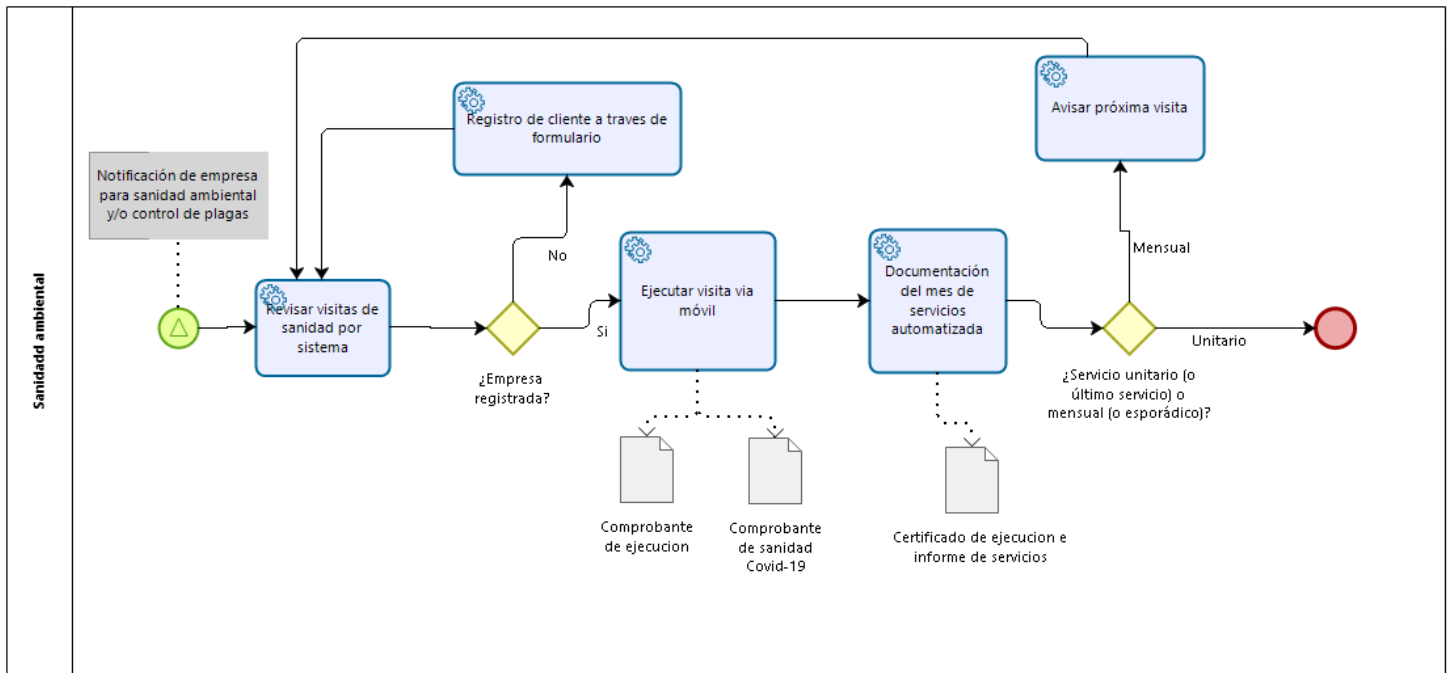 Sanidadd ambiental
Notificación de empresa
para sanidad ambiental
y/o control de plagas
Revisar visitas de
sanidad por
sistema
Registro de cliente a traves de
formulario
No
¿Empresa
registrada?
Si
Ejecutar visita via
móvil
Comprobante
de ejecucion
Comprobante
de sanidad
Covid-19
Documentación
del mes de
servicios
automatizada
Certificado de ejecucion e
informe de servicios
Avisar próxima visita
Mensual
Unitario
¿Servicio unitario (o
último servicio) o
mensual (o esporádico)?